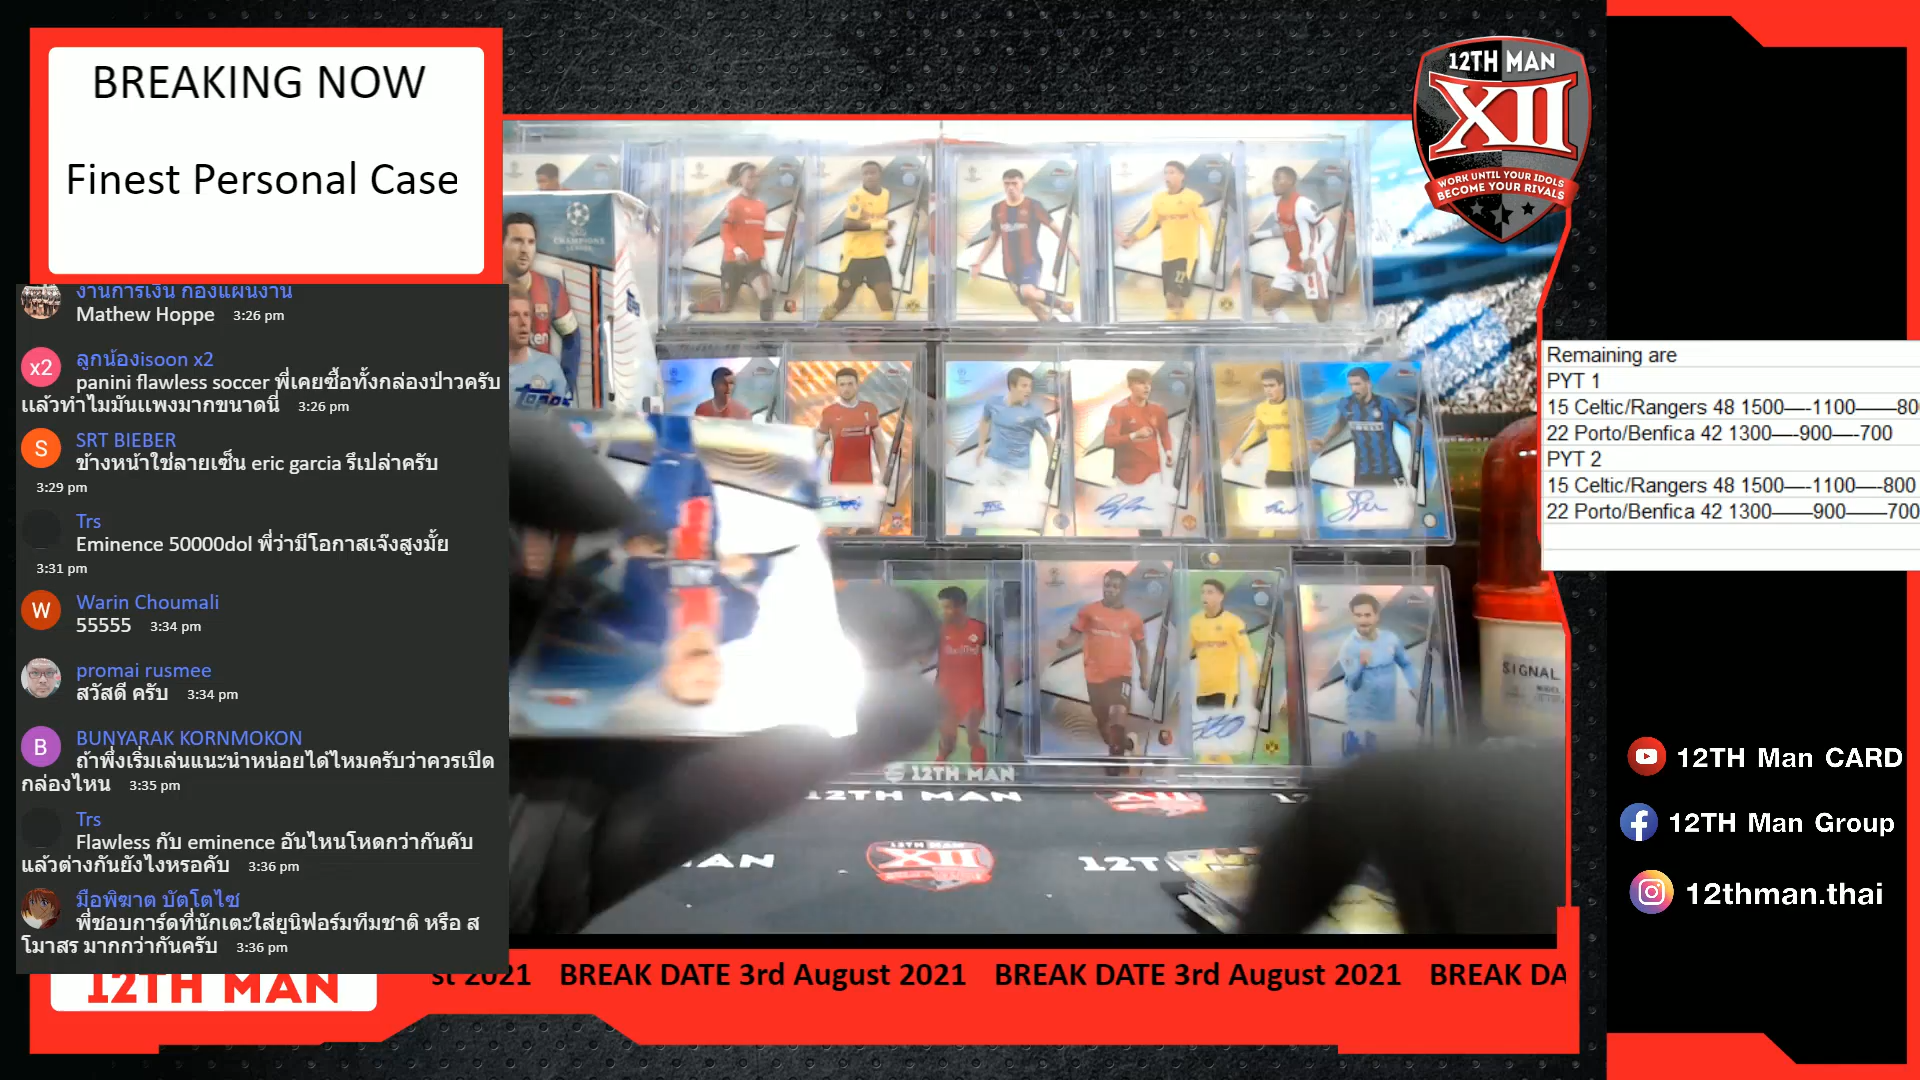 BREAKING NOW
Finest Personal Case
งานการเงิน กองแผนงาน
Mathew Hoppe 3:26 pm
x2
ลูกน้องisoon x2
panini flawless soccer พี่เคยซื้อทั้งกล่องป่าวครับ
แล้วทำไมมันแพงมากขนาดนี่ 3:26 pm
S
SRT BIEBER
ข้างหน้าใช่ลายเซ็น eric garcia รึเปล่าครับ
3:29 pm
Trs
Eminence 50000dol พี่ว่ามีโอกาสเจ๊งสูงมั้ย
3:31 pm
W
Warin Choumali
55555 3:34 pm
promai rusmee
สวัสดี ครับ 3:34 pm
B
BUNYARAK KORNMOKON
ถ้าพึ่งเริ่มเล่นแนะนำหน่อยได้ไหมครับว่าควรเปิด
กล่องไหน 3:35 pm
Trs
Flawless กับ eminence อันไหนโหดกว่ากันคับ
แล้วต่างกันยังไงหรอคับ 3:36 pm
มือพิฆาต บัตโตไซ
พี่ชอบการ์ดที่นักเตะใส่ยูนิฟอร์มทีมชาติ หรือ ส
โมาสร มากกว่ากันครับ 3:36 pm
12TH MAN
st 2021 BREAK DATE 3rd August 2021 BREAK DATE 3rd August 2021 BREAK DA
12TH MAN
XII
WORK UNTIL YOUR IDOLS
BECOME YOUR RIVALS
CHAMPIONS
Topps
12TH MAN
12TH MAN
AN MAN
XII
12T
SIGNAL
Remaining are
PYT 1
15 Celtic/Rangers 48 1500—-1100——80
22 Porto/Benfica 42 1300—-900—-700
PYT 2
15 Celtic/Rangers 48 1500—-1100—-800
22 Porto/Benfica 42 1300——900——700
12TH Man CARD
12TH Man Group
12thman.thai